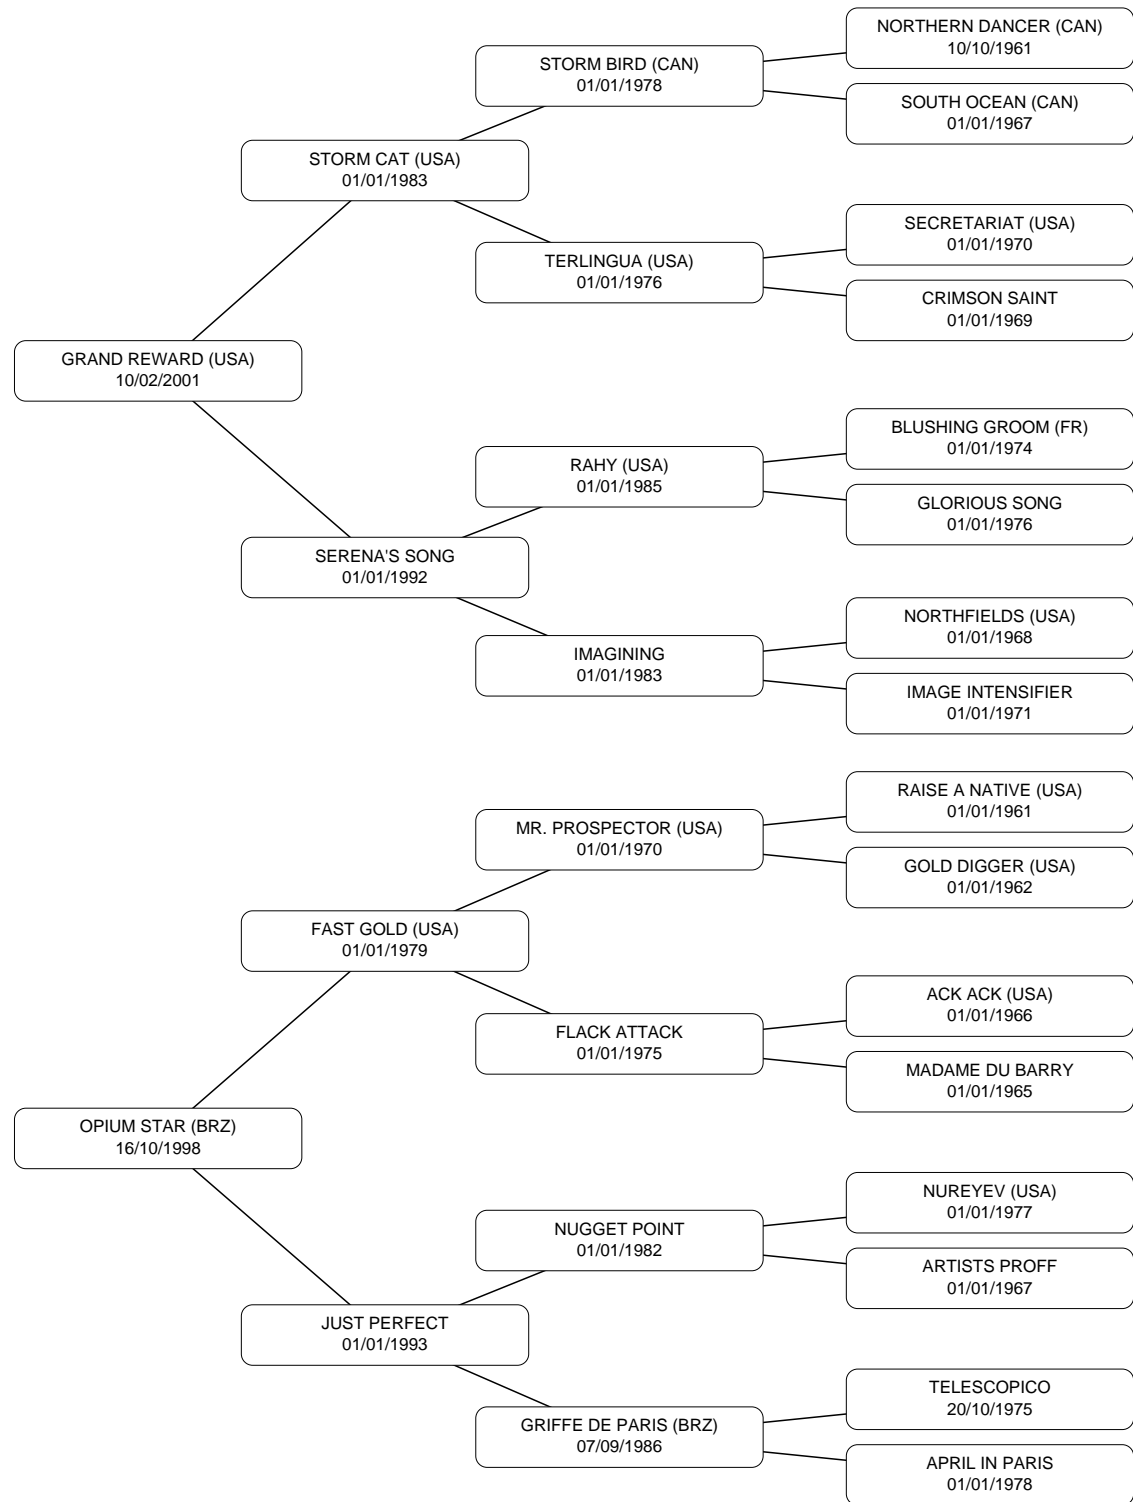 NORTHERN DANCER (CAN)
10/10/1961
STORM BIRD (CAN)
01/01/1978
SOUTH OCEAN (CAN)
01/01/1967
STORM CAT (USA)
01/01/1983
SECRETARIAT (USA)
01/01/1970
TERLINGUA (USA)
01/01/1976
CRIMSON SAINT
01/01/1969
GRAND REWARD (USA)
10/02/2001
BLUSHING GROOM (FR)
01/01/1974
RAHY (USA)
01/01/1985
GLORIOUS SONG
01/01/1976
SERENA'S SONG
01/01/1992
NORTHFIELDS (USA)
01/01/1968
IMAGINING
01/01/1983
IMAGE INTENSIFIER
01/01/1971
RAISE A NATIVE (USA)
01/01/1961
MR. PROSPECTOR (USA)
01/01/1970
GOLD DIGGER (USA)
01/01/1962
FAST GOLD (USA)
01/01/1979
ACK ACK (USA)
01/01/1966
FLACK ATTACK
01/01/1975
MADAME DU BARRY
01/01/1965
OPIUM STAR (BRZ)
16/10/1998
NUREYEV (USA)
01/01/1977
NUGGET POINT
01/01/1982
ARTISTS PROFF
01/01/1967
JUST PERFECT
01/01/1993
TELESCOPICO
20/10/1975
GRIFFE DE PARIS (BRZ)
07/09/1986
APRIL IN PARIS
01/01/1978